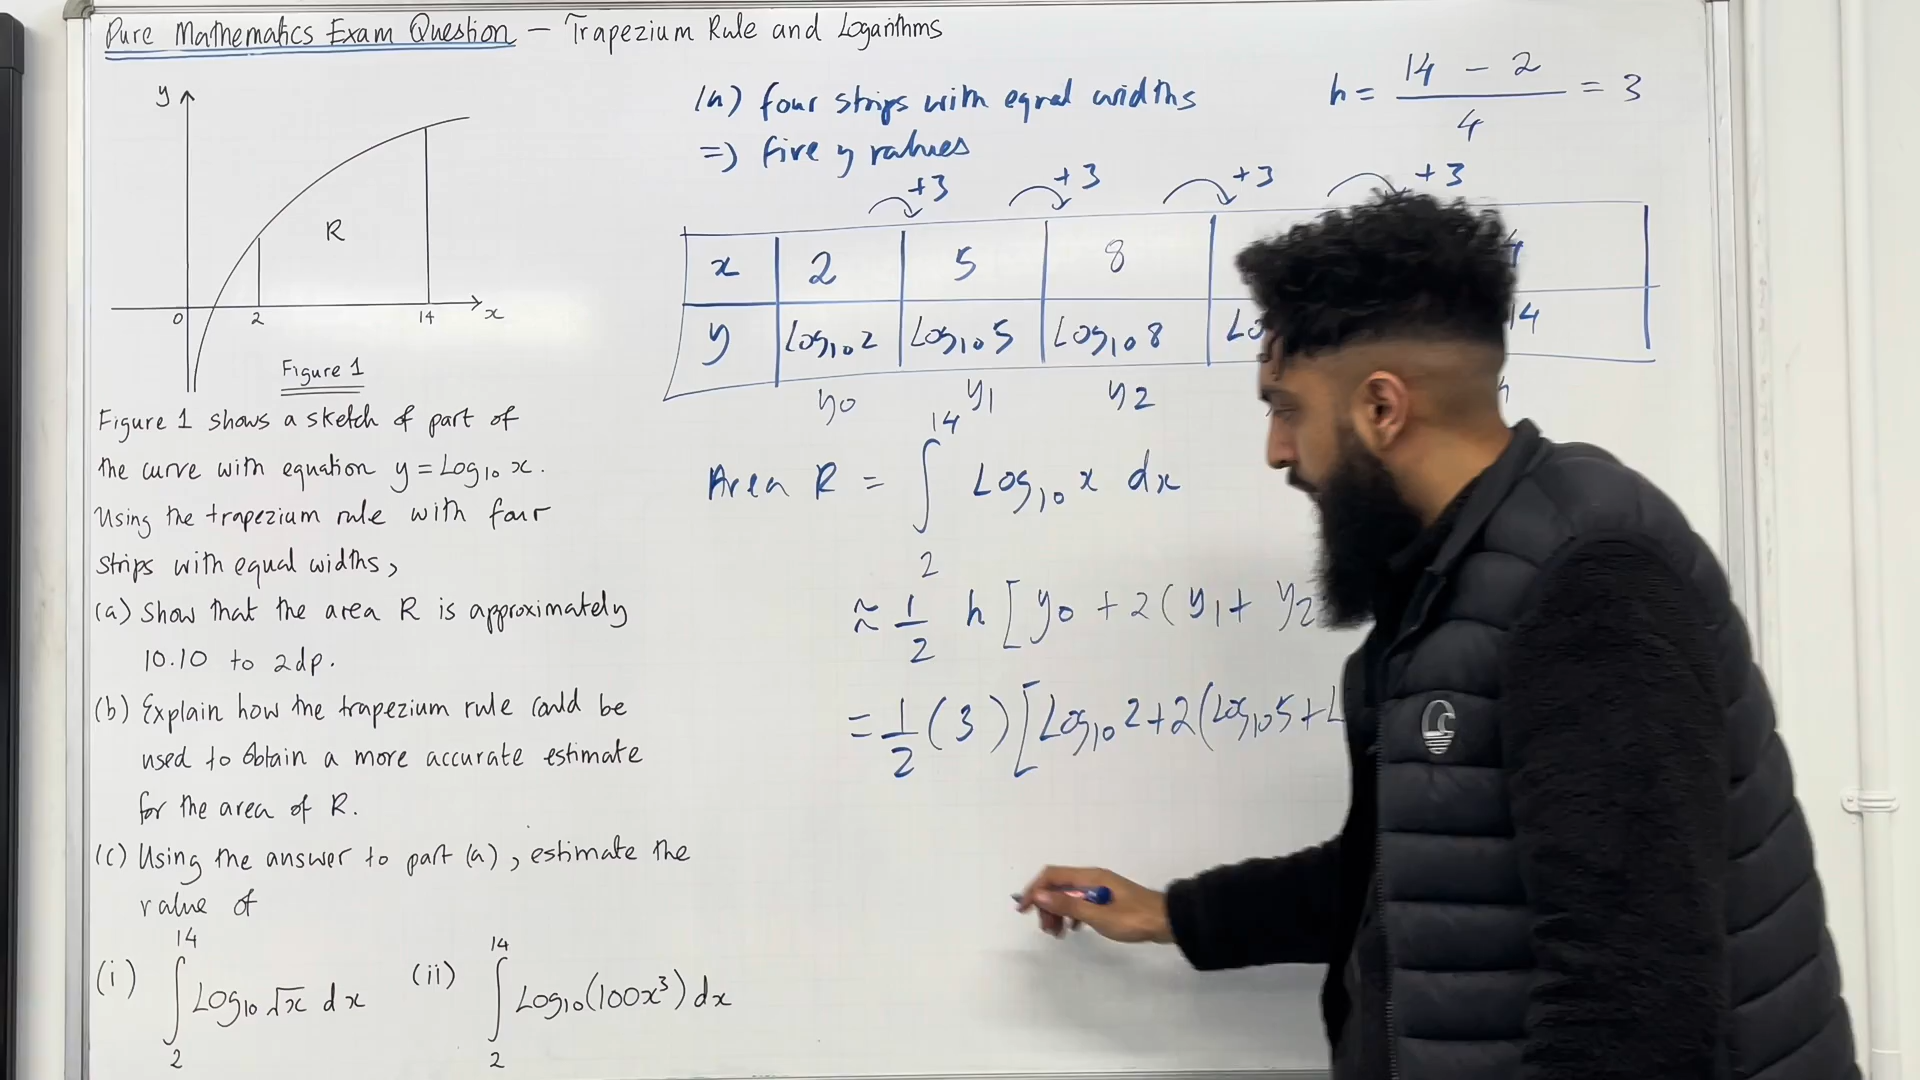 Pure Mathematics Exam Question — Trapezium Rule and Logarithms
y
R
0 2 14 x
Figure 1
Figure 1 shows a sketch of part of
the curve with equation y = Log₁₀ x.
Using the trapezium rule with four
strips with equal widths,
(a) Show that the area R is approximately
10.10 to 2dp.
(b) Explain how the trapezium rule could be
used to obtain a more accurate estimate
for the area of R.
(c) Using the answer to part (a), estimate the
value of
(i) ∫₂¹⁴ Log₁₀ √x dx (ii) ∫₂¹⁴ Log₁₀(100x³) dx
(a) four strips with equal widths
=) five y values
h = (14 - 2)/4 = 3
+3 +3 +3 +3
x 2 5 8
y Log₁₀2 Log₁₀5 Log₁₀8 14
y0 y1 y2
Area R = ∫₂¹⁴ Log₁₀ x dx
≈ 1/2 h [y0 + 2(y1 + y2
= 1/2 (3) [Log₁₀ 2 + 2(Log₁₀5 + L